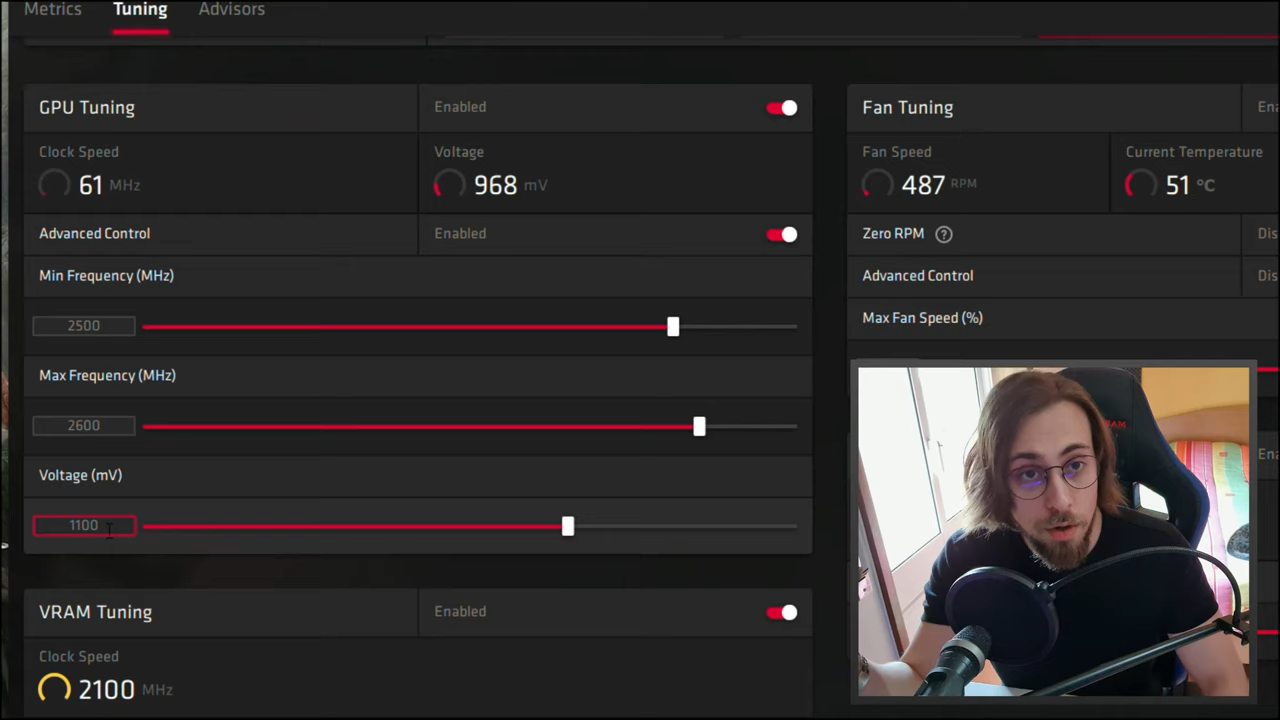 Metrics Tuning Advisors
GPU Tuning Enabled
Clock Speed Voltage
61 MHz 968 mV
Advanced Control Enabled
Min Frequency (MHz)
2500
Max Frequency (MHz)
2600
Voltage (mV)
1100
VRAM Tuning Enabled
Clock Speed
2100 MHz
Fan Tuning
Fan Speed Current Temperature
487 RPM 51 °C
Zero RPM ?
Advanced Control
Max Fan Speed (%)